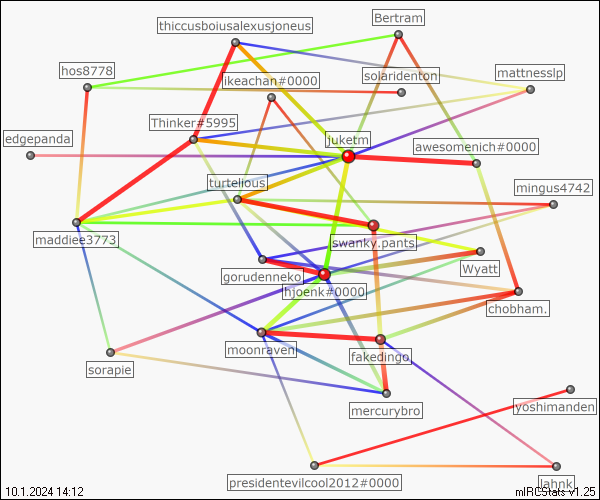 Bertram
thiccusboiusalexusjoneus
hos8778
ikeachan#0000
solaridenton
mattnesslp
Thinker#5995
edgepanda
juketm
awesomenich#0000
turtelious
mingus4742
maddiee3773
swanky.pants
gorudenneko
Wyatt
hjoenk#0000
chobham.
moonraven
fakedingo
sorapie
mercurybro
yoshimanden
presidentevilcool2012#0000
lahnk
10.1.2024 14:12
mIRCStats v1.25